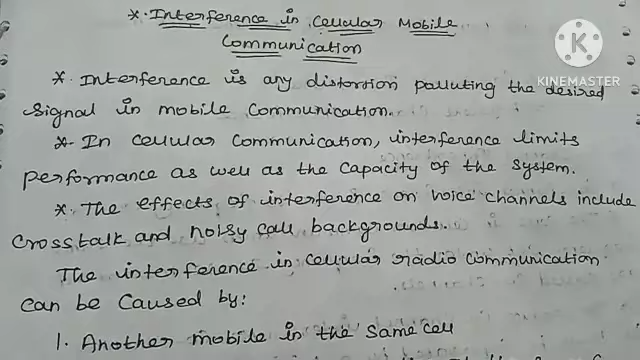 * Interference in Cellular Mobile
Communication
KINEMASTER
* Interference is any distortion polluting the desired
signal in mobile communication.
* In cellular communication, interference limits
performance as well as the capacity of the system.
* The effects of interference on voice channels include
crosstalk and noisy call backgrounds.
The interference in cellular radio communication
can be caused by:
1. Another mobile in the same cell